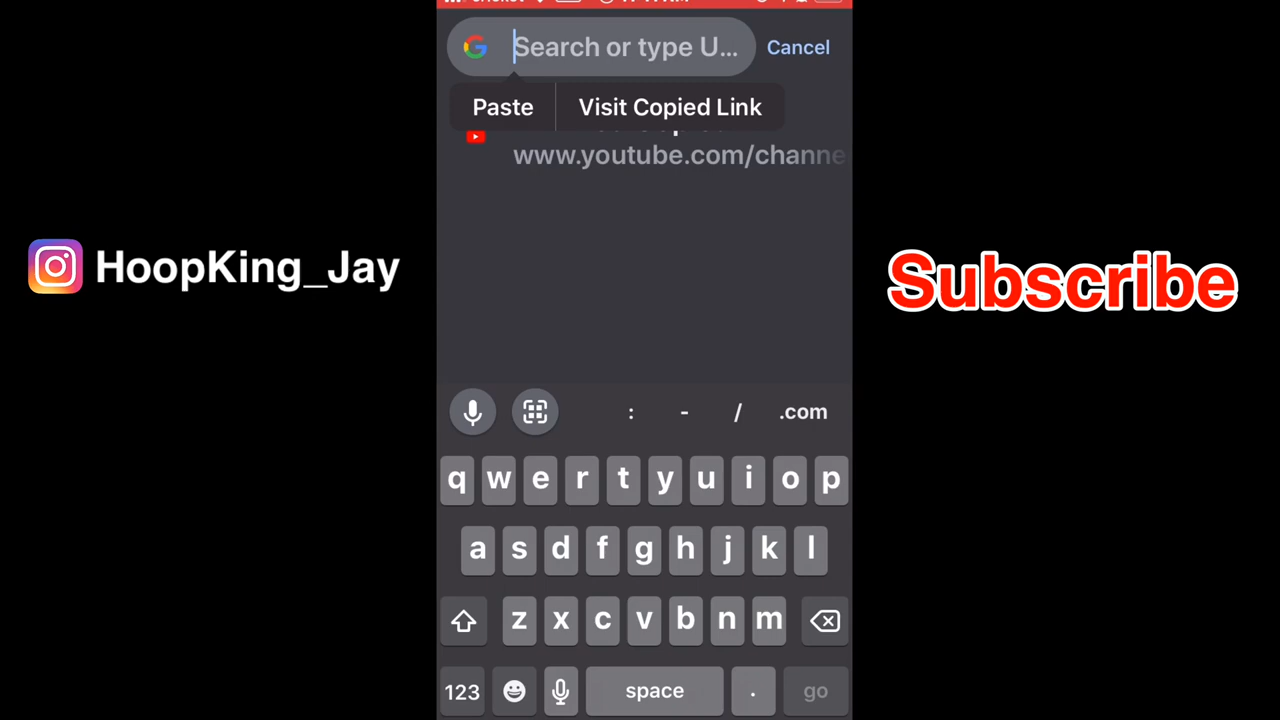 Search or type U...
Cancel
Paste
Visit Copied Link
www.youtube.com/channe
HoopKing_Jay
Subscribe
: - / .com
q w e r t y u i o p
a s d f g h j k l
z x c v b n m
123
space
.
go